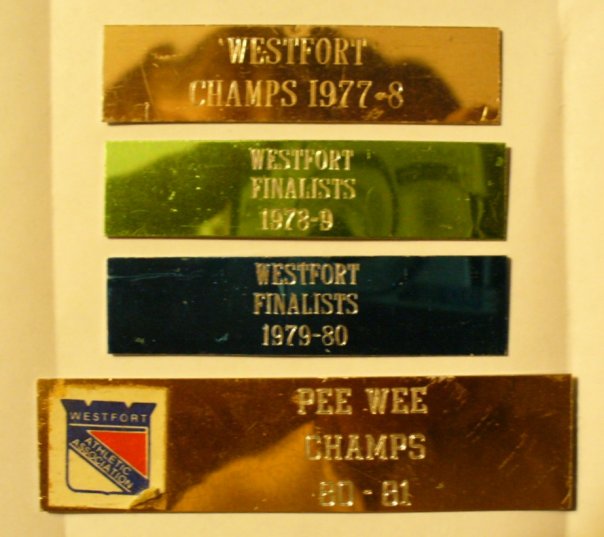 WESTFORT
CHAMPS 1977-8
WESTFORT
FINALISTS
1978-9
WESTFORT
FINALISTS
1979-80
WESTFORT
ATHLETIC
ASSOCIATION
PEE WEE
CHAMPS
80-81